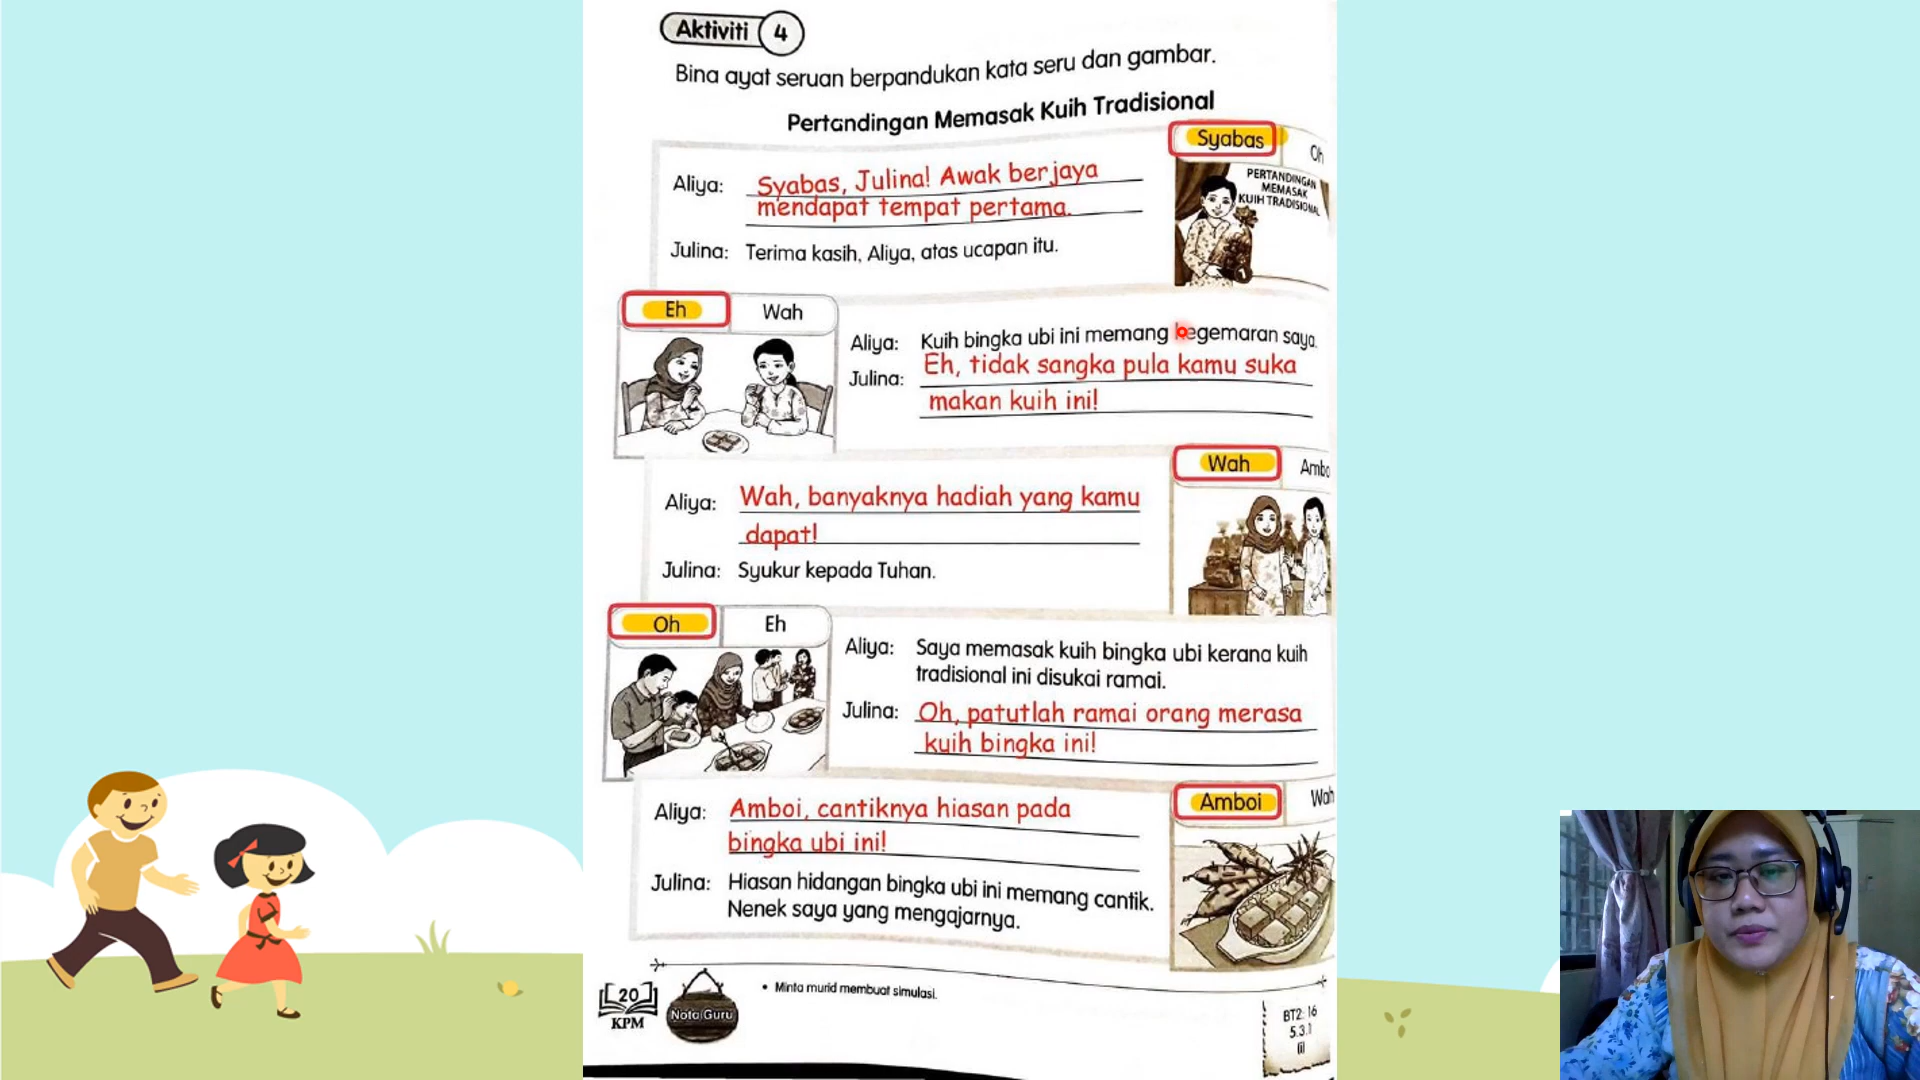 Aktiviti 4
Bina ayat seruan berpandukan kata seru dan gambar.
Pertandingan Memasak Kuih Tradisional
Syabas Oh
PERTANDINGAN
MEMASAK
KUIH TRADISIONAL
Aliya: Syabas, Julina! Awak berjaya
mendapat tempat pertama.
Julina: Terima kasih, Aliya, atas ucapan itu.
Eh Wah
Aliya: Kuih bingka ubi ini memang kegemaran saya.
Julina: Eh, tidak sangka pula kamu suka
makan kuih ini!
Wah Ambo
Aliya: Wah, banyaknya hadiah yang kamu
dapat!
Julina: Syukur kepada Tuhan.
Oh Eh
Aliya: Saya memasak kuih bingka ubi kerana kuih
tradisional ini disukai ramai.
Julina: Oh, patutlah ramai orang merasa
kuih bingka ini!
Amboi Wah
Aliya: Amboi, cantiknya hiasan pada
bingka ubi ini!
Julina: Hiasan hidangan bingka ubi ini memang cantik.
Nenek saya yang mengajarnya.
20
KPM
Nota Guru
• Minta murid membuat simulasi.
BT2: 16
5.3.1
(i)